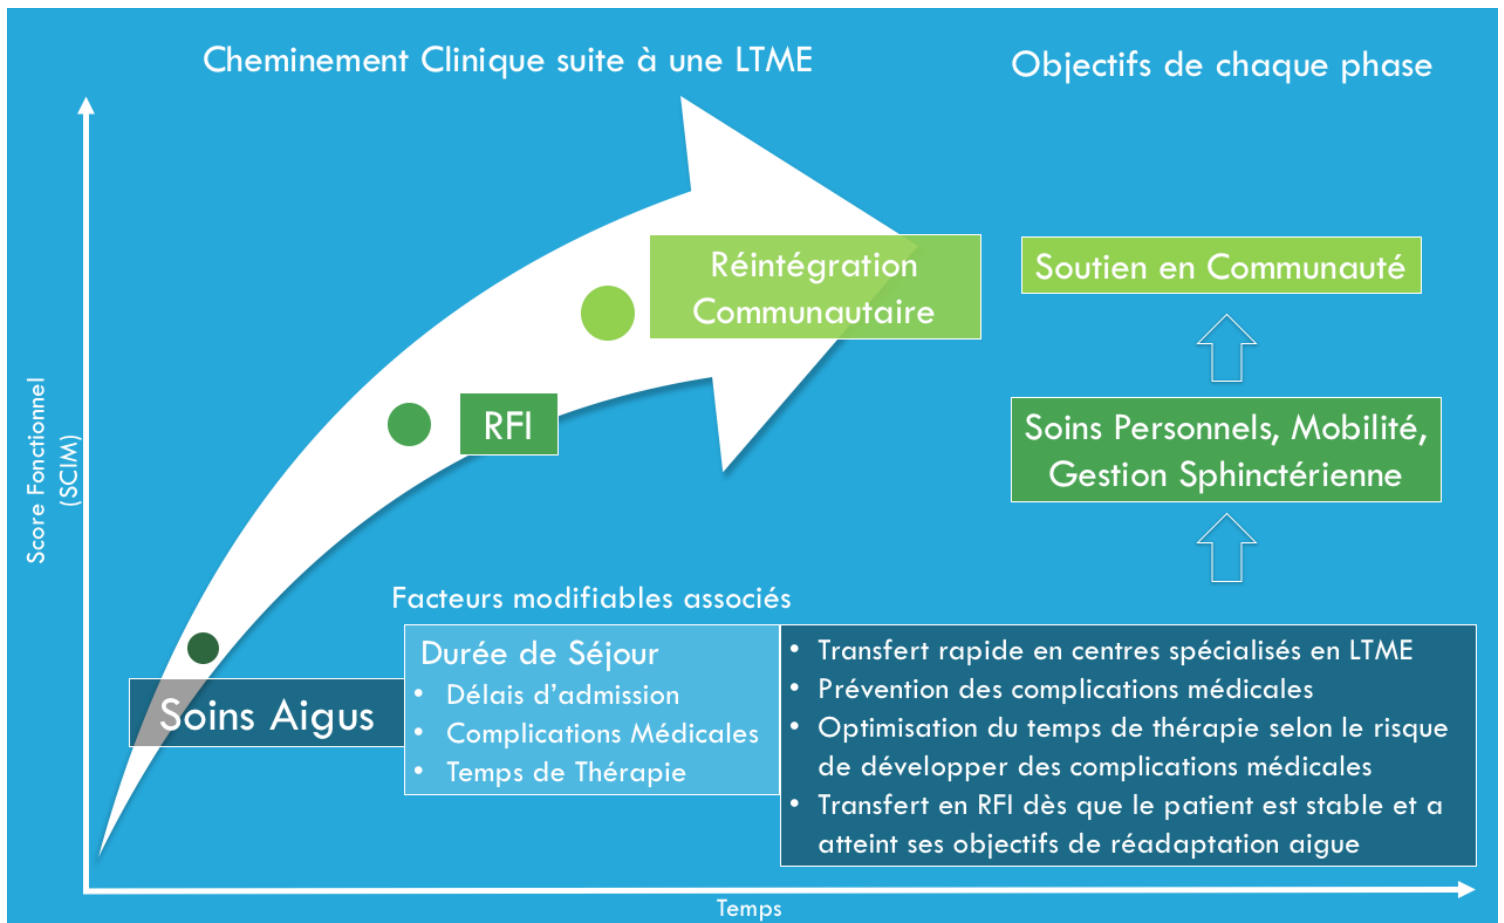 Cheminement Clinique suite à une LTME
Objectifs de chaque phase
Réintégration
Communautaire
Soutien en Communauté
RFI
Soins Personnels, Mobilité,
Gestion Sphinctérienne
Score Fonctionnel
(SCIM)
Facteurs modifiables associés
Soins Aigus
Durée de Séjour
• Délais d'admission
• Complications Médicales
• Temps de Thérapie
• Transfert rapide en centres spécialisés en LTME
• Prévention des complications médicales
• Optimisation du temps de thérapie selon le risque
de développer des complications médicales
• Transfert en RFI dès que le patient est stable et a
atteint ses objectifs de réadaptation aigue
Temps